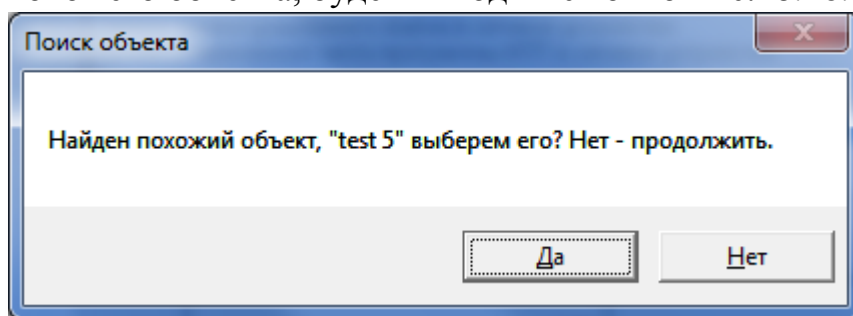 Поиск объекта
Найден похожий объект, "test 5" выберем его? Нет - продолжить.
Да
Нет